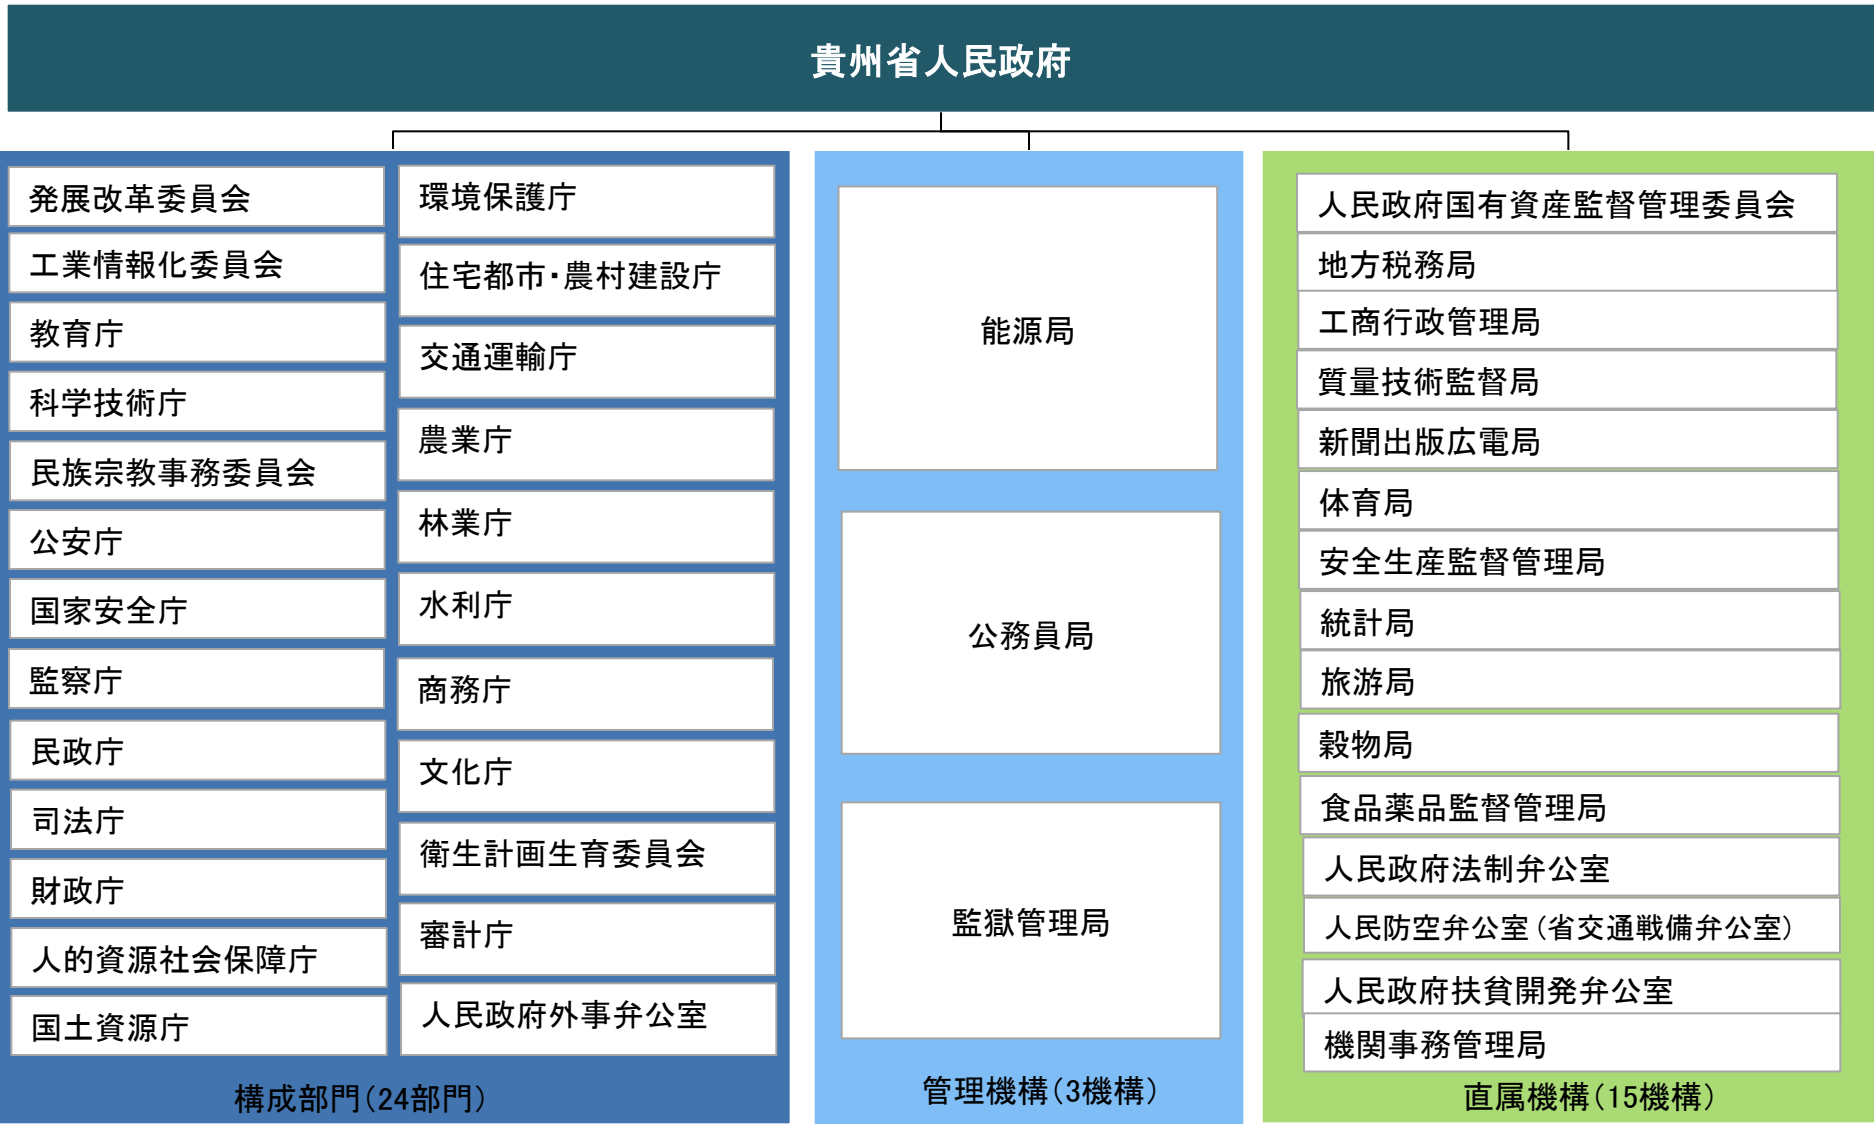 貴州省人民政府
発展改革委員会
工業情報化委員会
教育庁
科学技術庁
民族宗教事務委員会
公安庁
国家安全庁
監察庁
民政庁
司法庁
財政庁
人的資源社会保障庁
国土資源庁
環境保護庁
住宅都市・農村建設庁
交通運輸庁
農業庁
林業庁
水利庁
商務庁
文化庁
衛生計画生育委員会
審計庁
人民政府外事弁公室
構成部門(24部門)
能源局
公務員局
監獄管理局
管理機構(3機構)
人民政府国有資産監督管理委員会
地方税務局
工商行政管理局
質量技術監督局
新聞出版広電局
体育局
安全生産監督管理局
統計局
旅游局
穀物局
食品薬品監督管理局
人民政府法制弁公室
人民防空弁公室(省交通戦備弁公室)
人民政府扶貧開発弁公室
機関事務管理局
直属機構(15機構)